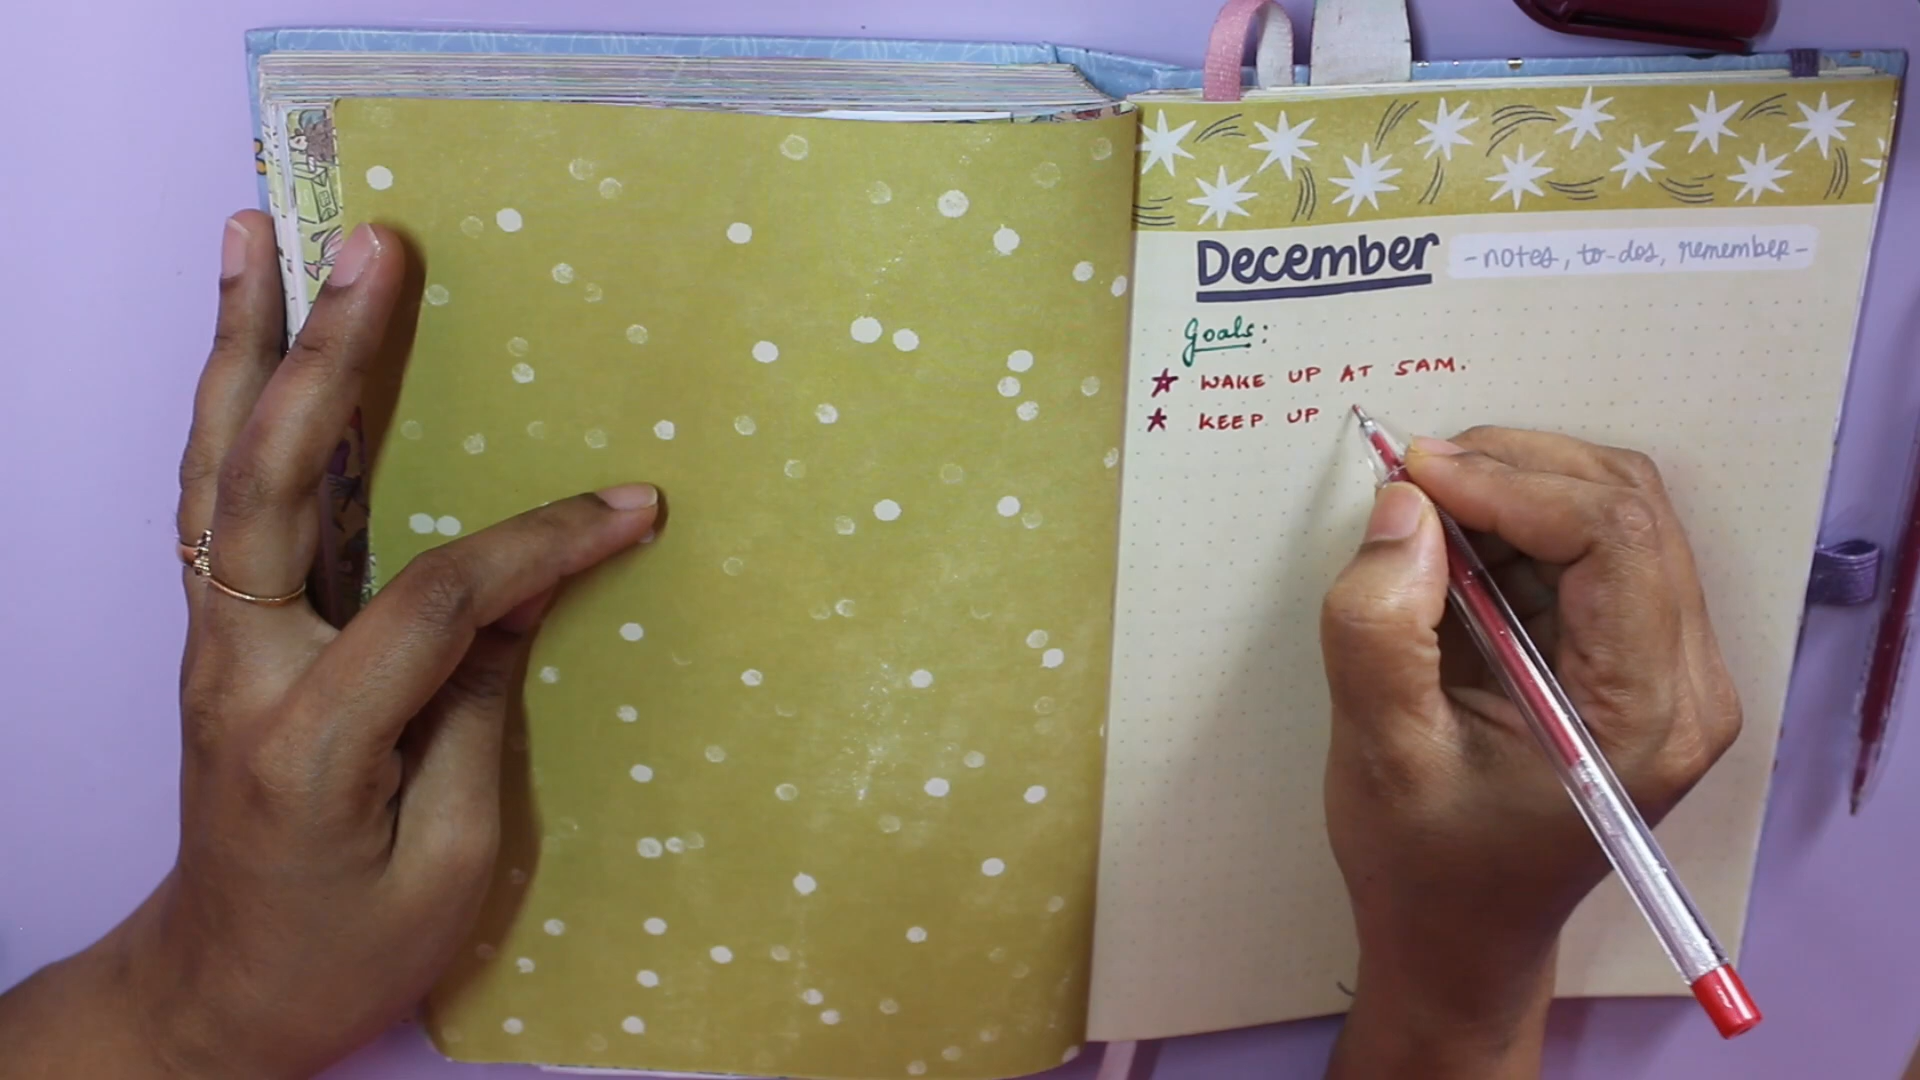 December - notes, to-dos, remember -
Goals:
★ WAKE UP AT 5AM.
★ KEEP UP